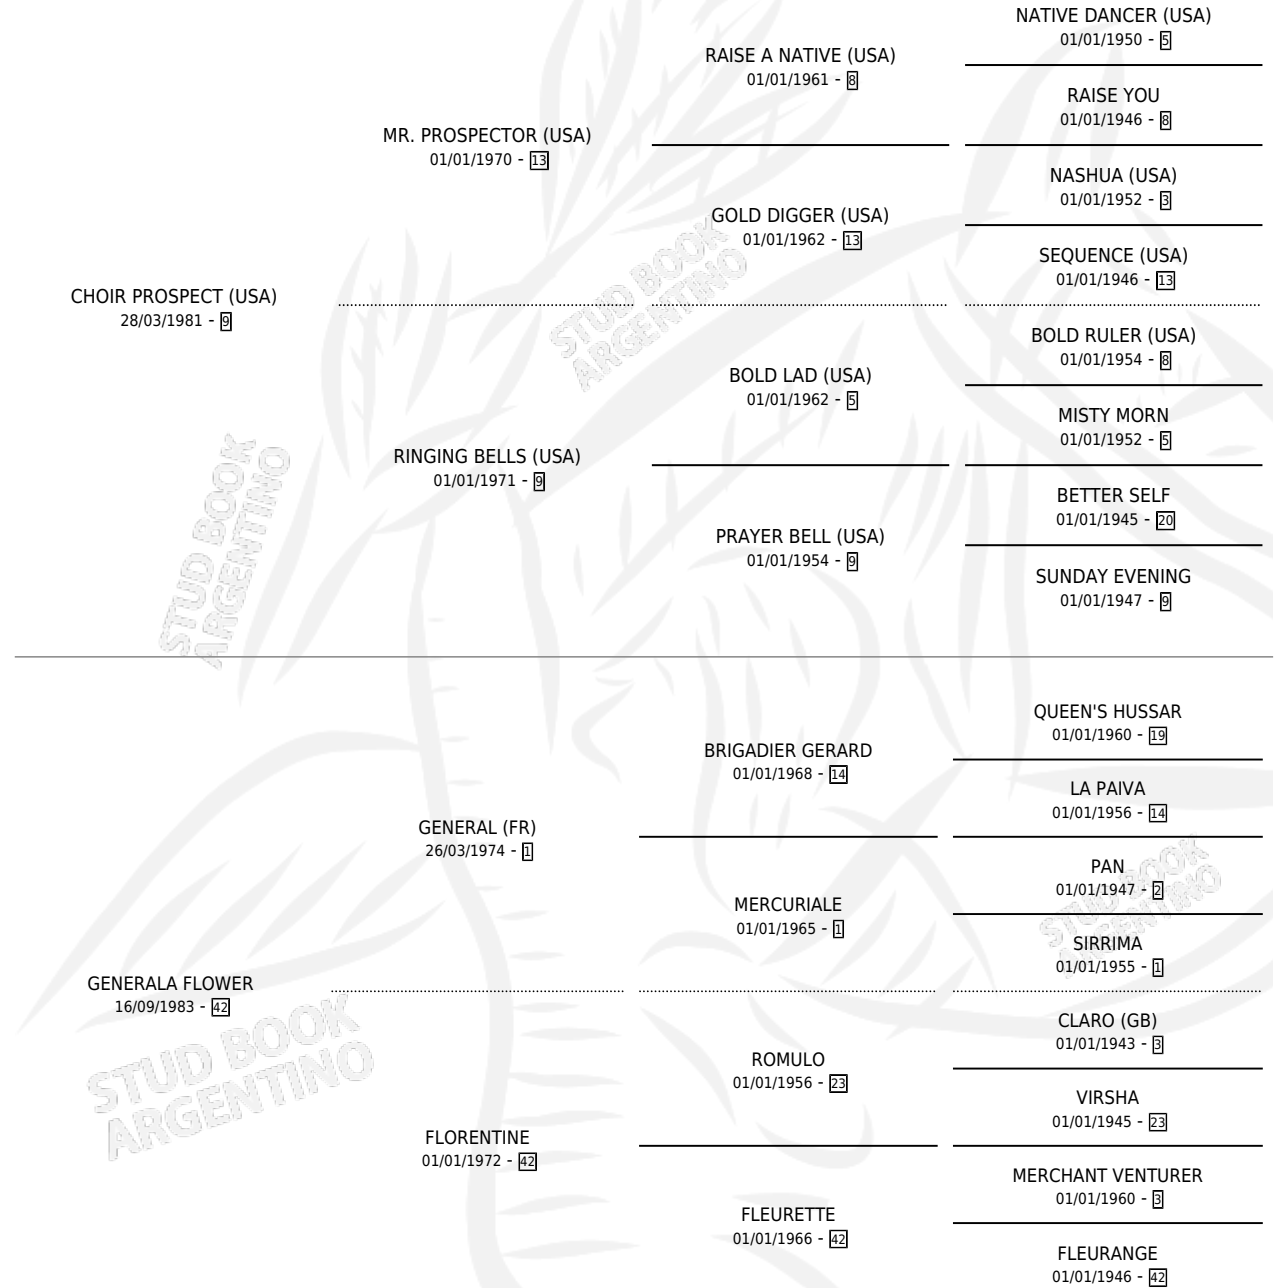 NATIVE DANCER (USA)
01/01/1950 - 5
RAISE A NATIVE (USA)
01/01/1961 - 8
RAISE YOU
01/01/1946 - 8
MR. PROSPECTOR (USA)
01/01/1970 - 13
NASHUA (USA)
01/01/1952 - 3
GOLD DIGGER (USA)
01/01/1962 - 13
SEQUENCE (USA)
01/01/1946 - 13
CHOIR PROSPECT (USA)
28/03/1981 - 9
STUD BOOK
ARGENTINO
BOLD RULER (USA)
01/01/1954 - 8
BOLD LAD (USA)
01/01/1962 - 5
MISTY MORN
01/01/1952 - 5
RINGING BELLS (USA)
01/01/1971 - 9
BETTER SELF
01/01/1945 - 20
PRAYER BELL (USA)
01/01/1954 - 9
SUNDAY EVENING
01/01/1947 - 9
STUD BOOK
ARGENTINO
QUEEN'S HUSSAR
01/01/1960 - 19
BRIGADIER GERARD
01/01/1968 - 14
LA PAIVA
01/01/1956 - 14
GENERAL (FR)
26/03/1974 - 1
PAN
01/01/1947 - 2
MERCURIALE
01/01/1965 - 1
SIRRIMA
01/01/1955 - 1
STUD BOOK
ARGENTINO
GENERALA FLOWER
16/09/1983 - 42
CLARO (GB)
01/01/1943 - 3
ROMULO
01/01/1956 - 23
VIRSHA
01/01/1945 - 23
STUD BOOK
ARGENTINO
FLORENTINE
01/01/1972 - 42
MERCHANT VENTURER
01/01/1960 - 3
FLEURETTE
01/01/1966 - 42
FLEURANGE
01/01/1946 - 42